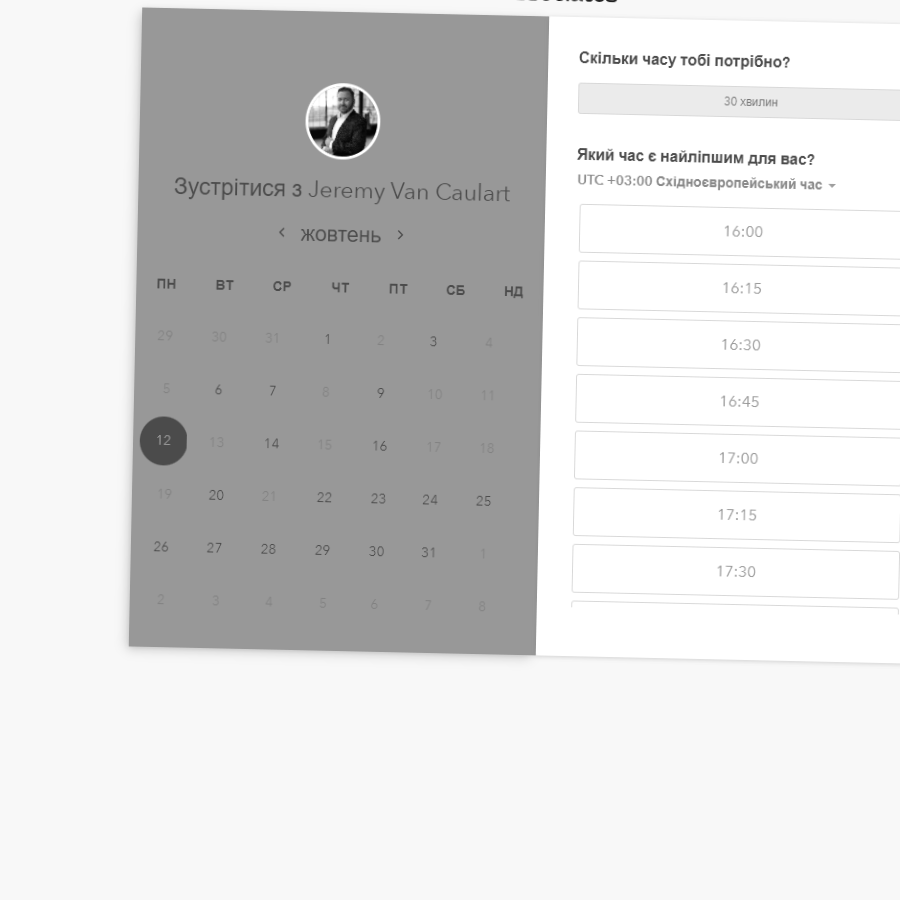 Зустрітися з Jeremy Van Caulart
жовтень
ПН ВТ СР ЧТ ПТ СБ НД
29 30 31 1 2 3 4
5 6 7 8 9 10 11
12 13 14 15 16 17 18
19 20 21 22 23 24 25
26 27 28 29 30 31 1
2 3 4 5 6 7 8
Скільки часу тобі потрібно?
30 хвилин
Який час є найліпшим для вас?
UTC +03:00 Східноєвропейський час
16:00
16:15
16:30
16:45
17:00
17:15
17:30